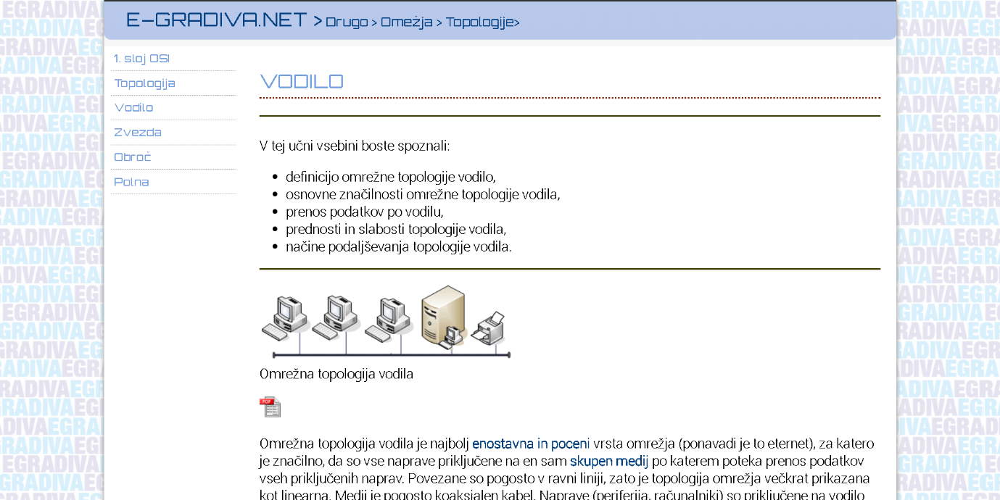 E-GRADIVA.NET > Drugo > Omežja > Topologije>
1. sloj OSI
Topologija
Vodilo
Zvezda
Obroč
Polna
VODILO
V tej učni vsebini boste spoznali:
definicijo omrežne topologije vodilo,
osnovne značilnosti omrežne topologije vodila,
prenos podatkov po vodilu,
prednosti in slabosti topologije vodila,
načine podaljševanja topologije vodila.
Omrežna topologija vodila
PDF
Omrežna topologija vodila je najbolj enostavna in poceni vrsta omrežja (ponavadi je to eternet), za katero
je značilno, da so vse naprave priključene na en sam skupen medij po katerem poteka prenos podatkov
vseh priključenih naprav. Povezane so pogosto v ravni liniji, zato je topologija omrežja večkrat prikazana
kot linearna. Medij je pogosto koaksialen kabel. Naprave (periferija, računalniki) so priključene na vodilo